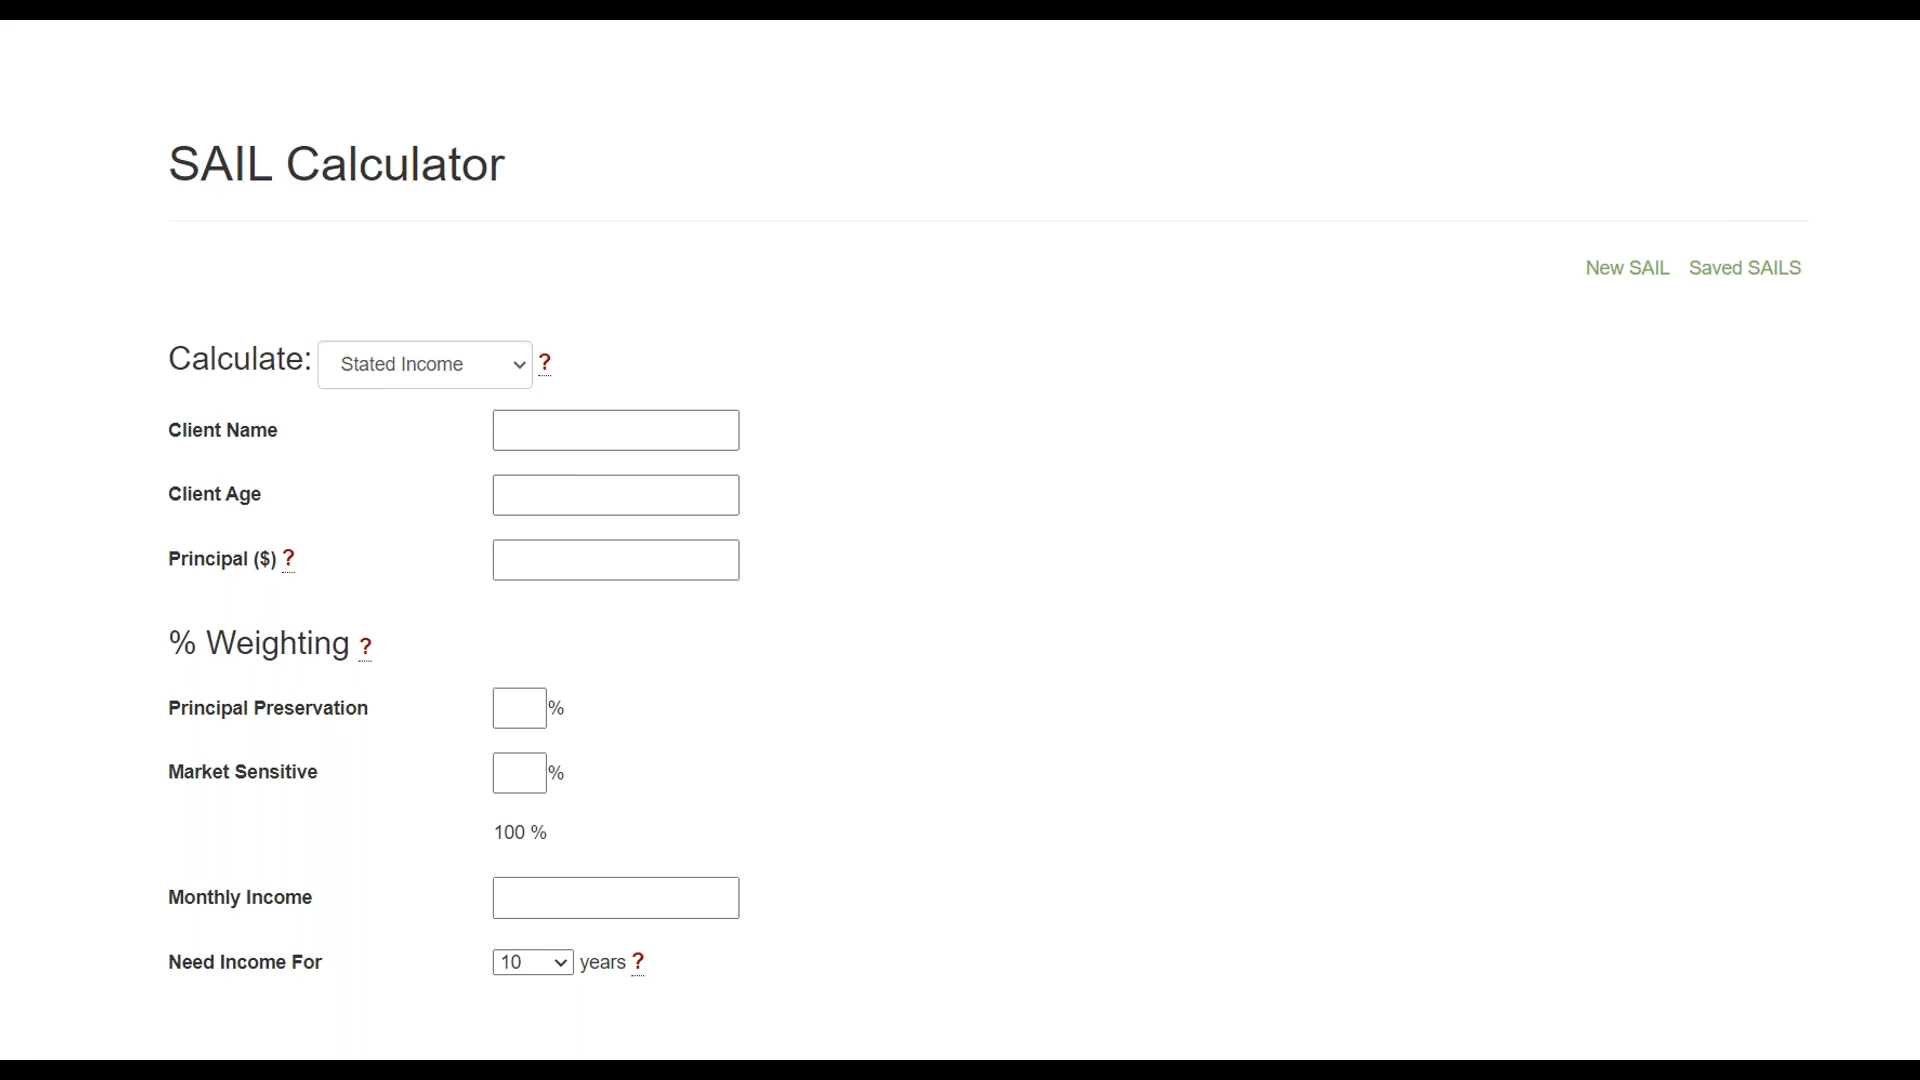 SAIL Calculator
New SAIL Saved SAILS
Calculate: Stated Income ?
Client Name
Client Age
Principal ($) ?
% Weighting ?
Principal Preservation %
Market Sensitive %
100 %
Monthly Income
Need Income For 10 years ?